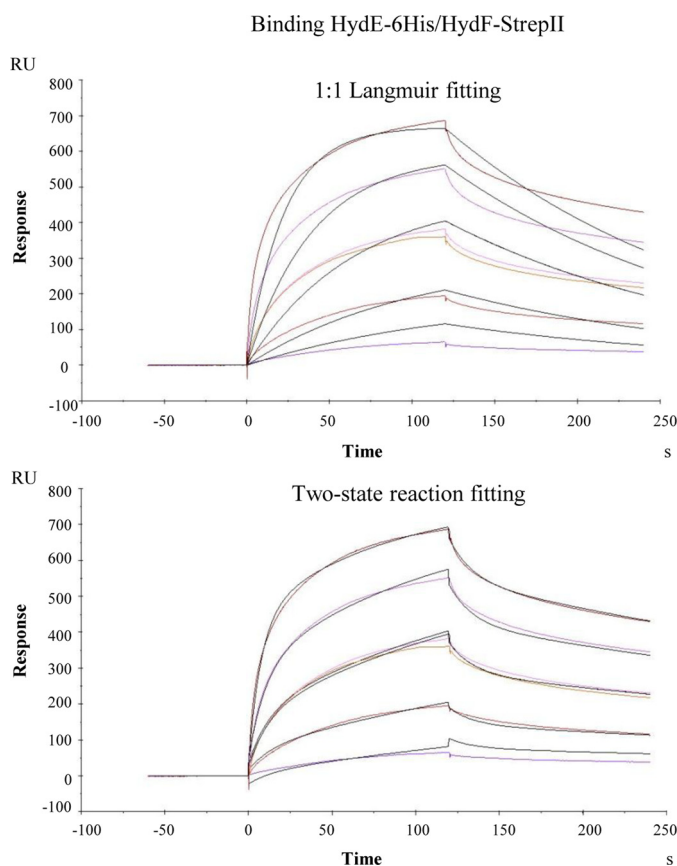 Binding HydE-6His/HydF-StrepII
RU
1:1 Langmuir fitting
800
700
600
500
400
300
200
100
0
-100
Response
-100 -50 0 50 100 150 200 250
Time s
RU
Two-state reaction fitting
800
700
600
500
400
300
200
100
0
-100
Response
-100 -50 0 50 100 150 200 250
Time s